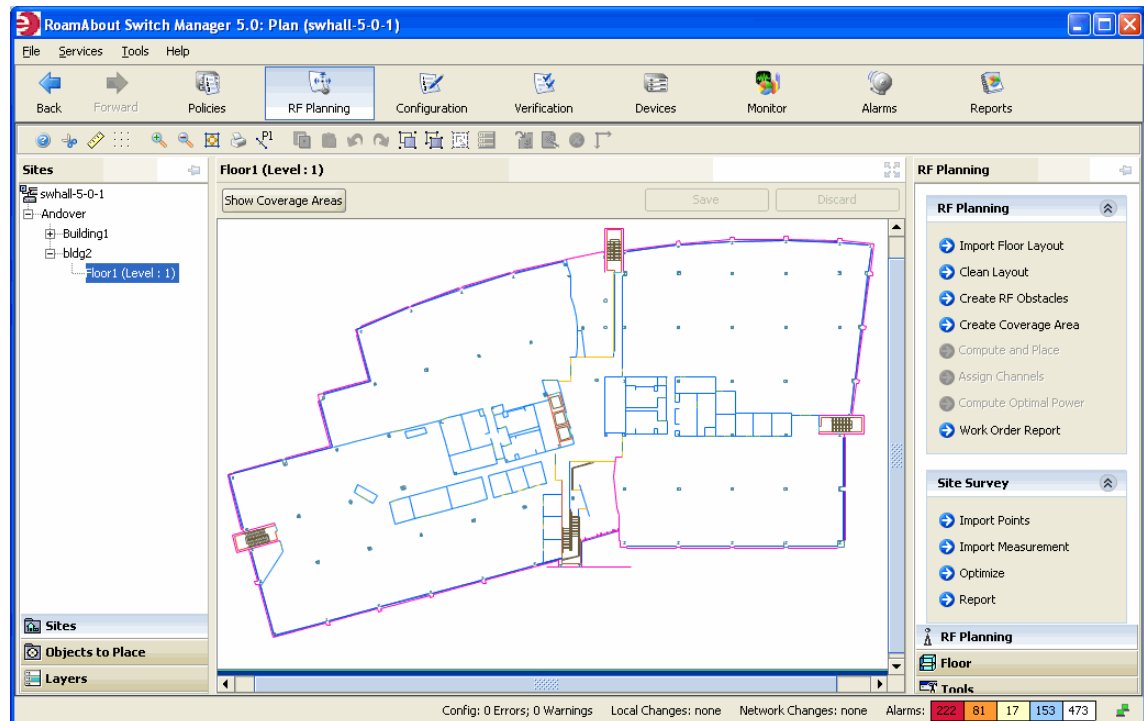 RoamAbout Switch Manager 5.0: Plan (swhall-5-0-1)
File Services Tools Help
Back Forward Policies RF Planning Configuration Verification Devices Monitor Alarms Reports
P1
Sites
swhall-5-0-1
Andover
Building1
bldg2
Floor1 (Level : 1)
Sites
Objects to Place
Layers
Floor1 (Level : 1)
Show Coverage Areas Save Discard
RF Planning
RF Planning
Import Floor Layout
Clean Layout
Create RF Obstacles
Create Coverage Area
Compute and Place
Assign Channels
Compute Optimal Power
Work Order Report
Site Survey
Import Points
Import Measurement
Optimize
Report
RF Planning
Floor
Tools
Config: 0 Errors; 0 Warnings Local Changes: none Network Changes: none Alarms: 222 81 17 153 473